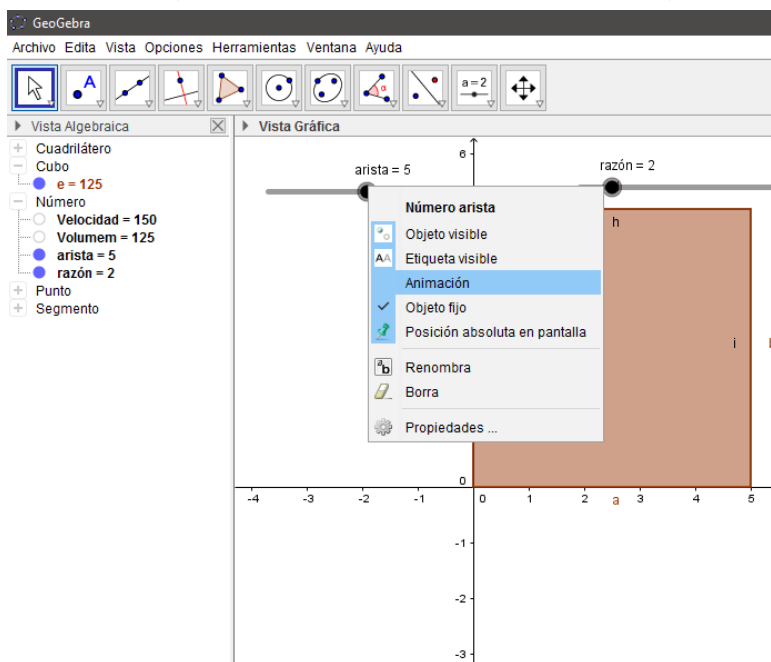 GeoGebra
Archivo Edita Vista Opciones Herramientas Ventana Ayuda
A
α
a=2
Vista Algebraica
Vista Gráfica
Cuadrilátero
Cubo
e = 125
Número
Velocidad = 150
Volumem = 125
arista = 5
razón = 2
Punto
Segmento
arista = 5
razón = 2
6
Número arista
Objeto visible
AA Etiqueta visible
Animación
Objeto fijo
Posición absoluta en pantalla
ab Renombra
Borra
Propiedades ...
h
i
0
-4 -3 -2 -1 0 1 2 a 3 4 5
-1
-2
-3